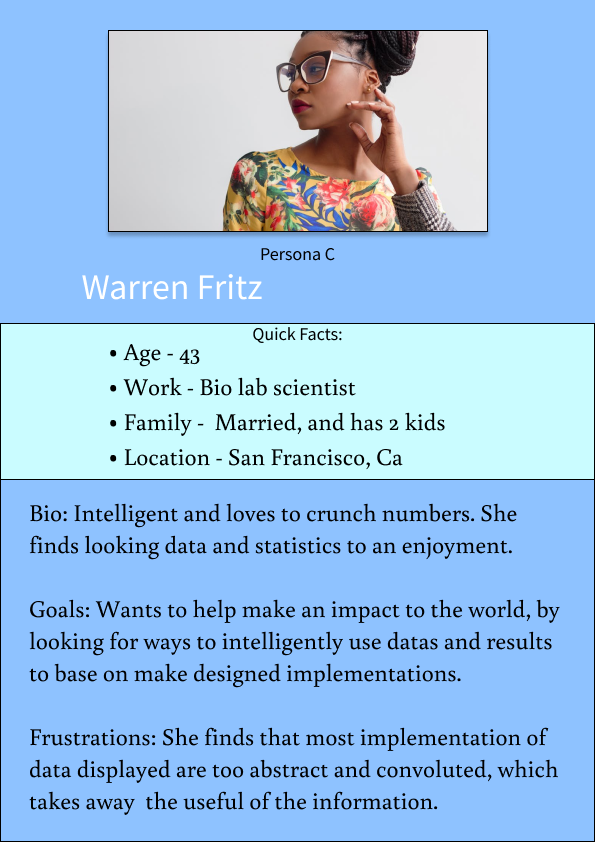 Persona C
Warren Fritz
Quick Facts:
• Age - 43
• Work - Bio lab scientist
• Family -  Married, and has 2 kids
• Location - San Francisco, Ca
Bio: Intelligent and loves to crunch numbers. She
finds looking data and statistics to an enjoyment.
Goals: Wants to help make an impact to the world, by
looking for ways to intelligently use datas and results
to base on make designed implementations.
Frustrations: She finds that most implementation of
data displayed are too abstract and convoluted, which
takes away  the useful of the information.